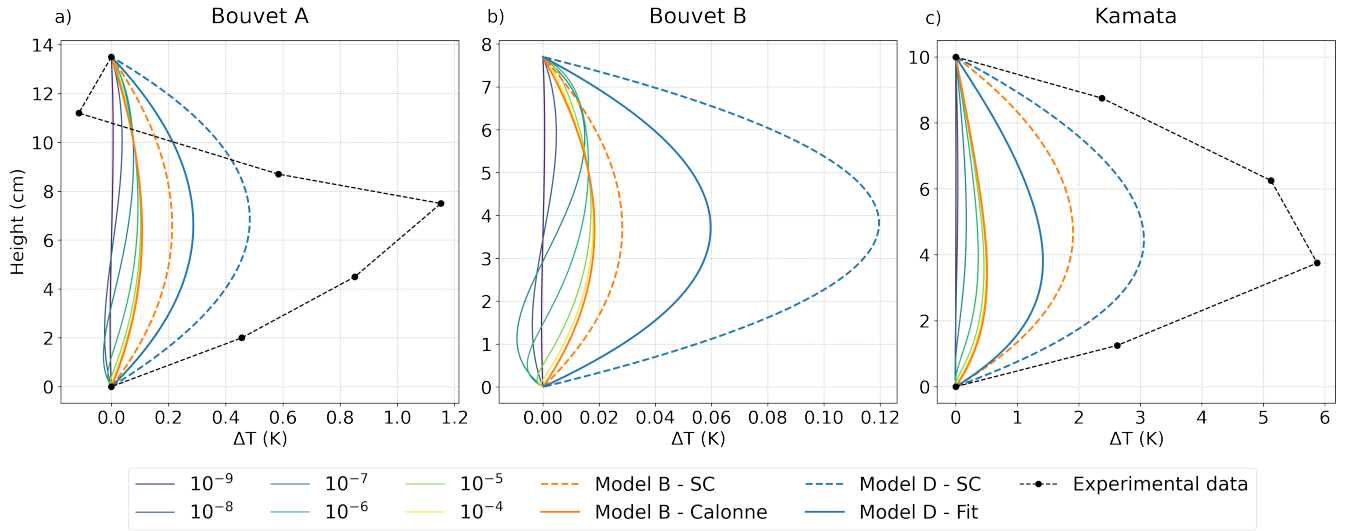 a)
Bouvet A
b)
Bouvet B
c)
Kamata
14
12
10
8
6
4
2
0
Height (cm)
0.0 0.2 0.4 0.6 0.8 1.0 1.2
ΔT (K)
8
7
6
5
4
3
2
1
0
0.00 0.02 0.04 0.06 0.08 0.10 0.12
ΔT (K)
10
8
6
4
2
0
0 1 2 3 4 5 6
ΔT (K)
10⁻⁹ 10⁻⁷ 10⁻⁵ Model B - SC Model D - SC Experimental data
10⁻⁸ 10⁻⁶ 10⁻⁴ Model B - Calonne Model D - Fit